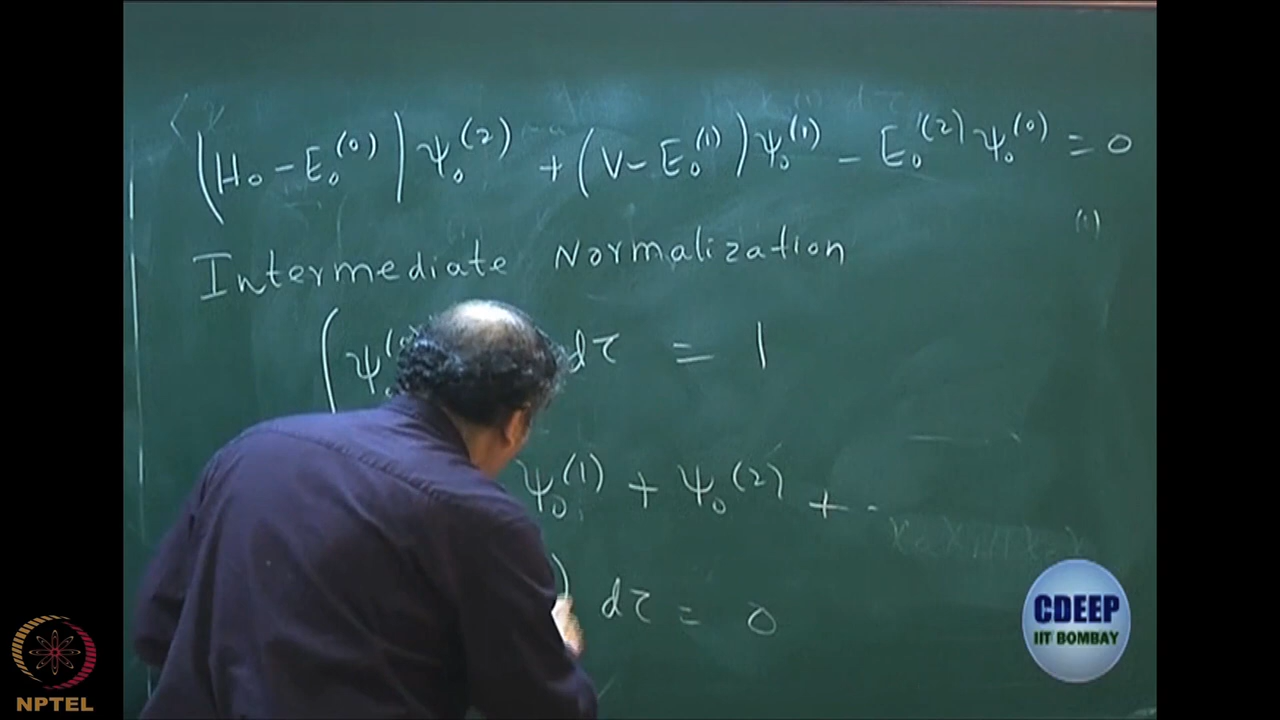 (H₀ - E₀⁽⁰⁾) ψ₀⁽²⁾ + (V - E₀⁽¹⁾) ψ₀⁽¹⁾ - E₀⁽²⁾ ψ₀⁽⁰⁾ = 0
(1)
Intermediate Normalization
∫ ψ dτ = 1
ψ₀⁽¹⁾ + ψ₀⁽²⁾ + ..
) dτ = 0
CDEEP
IIT BOMBAY
NPTEL